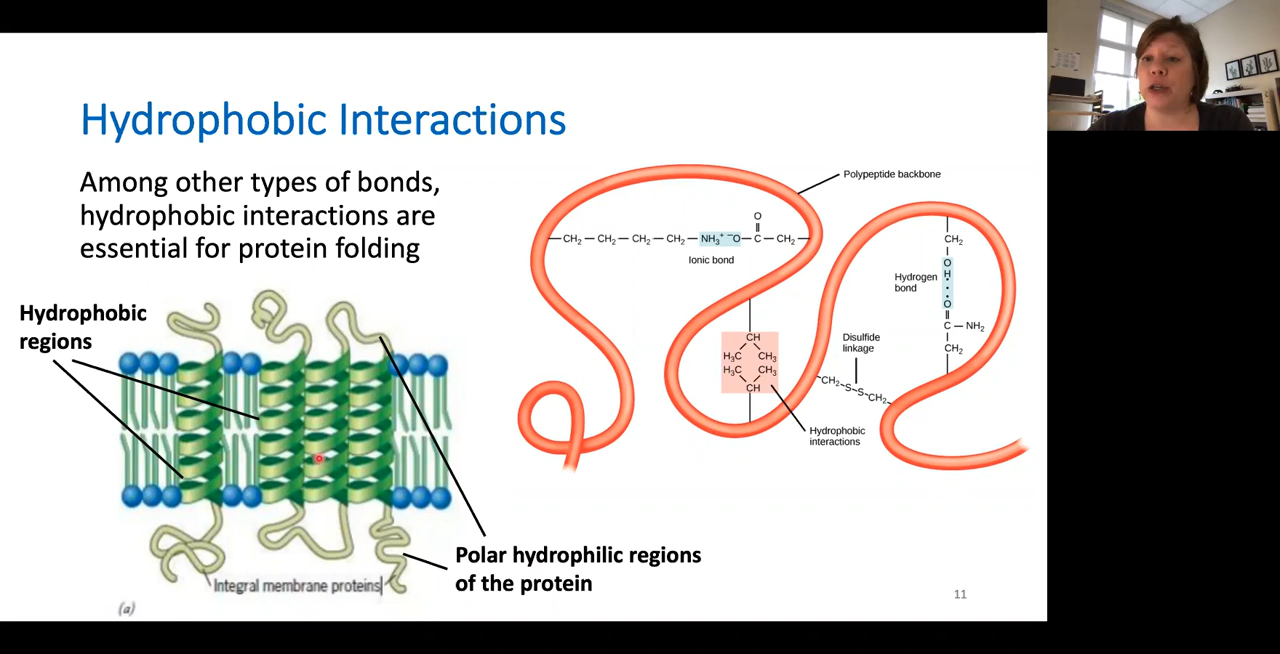 Hydrophobic Interactions
Among other types of bonds,
hydrophobic interactions are
essential for protein folding
Hydrophobic
regions
Integral membrane proteins
(a)
Polar hydrophilic regions
of the protein
Polypeptide backbone
O
CH₂ — CH₂ — CH₂ — CH₂ — NH₃⁺ ⁻O — C — CH₂
Ionic bond
CH
H₃C CH₃
H₃C CH₃
CH
Hydrophobic
interactions
Disulfide
linkage
CH₂
S
S
CH₂
Hydrogen
bond
CH₂
O
H
O
C — NH₂
CH₂
11